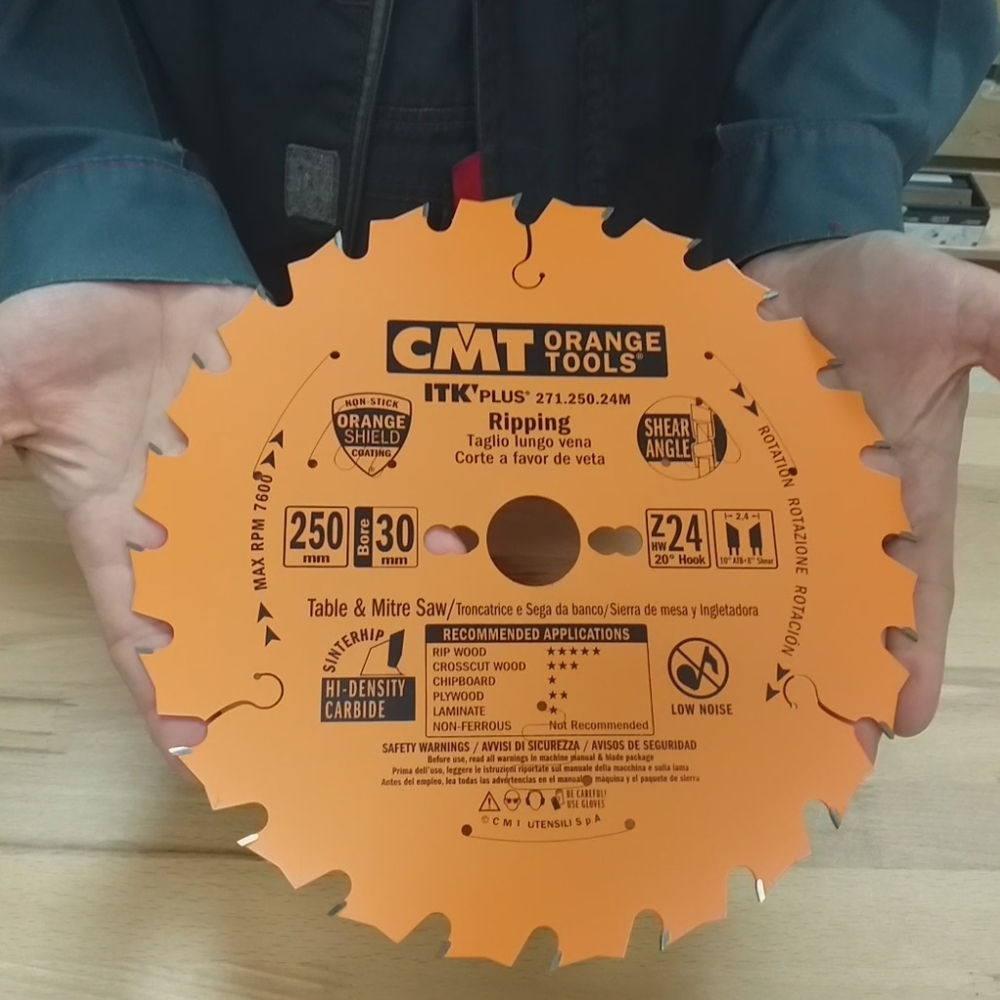 CMT ORANGE TOOLS®
ITK PLUS® 271.250.24M
NON-STICK
ORANGE
SHIELD
COATING
Ripping
Taglio lungo vena
Corte a favor de veta
SHEAR
ANGLE
MAX RPM 7600
ROTATION ROTAZIONE ROTACIÓN
250
mm
Bore
30
mm
Z24
HW
20° Hook
2,4
10° ATB+6° Shear
Table & Mitre Saw/Troncatrice e Sega da banco/Sierra de mesa y Ingletadora
SINTERHIP
HI-DENSITY
CARBIDE
RECOMMENDED APPLICATIONS
RIP WOOD ★★★★★
CROSSCUT WOOD ★★★
CHIPBOARD ★
PLYWOOD ★★
LAMINATE ★
NON-FERROUS Not Recommended
LOW NOISE
SAFETY WARNINGS / AVVISI DI SICUREZZA / AVISOS DE SEGURIDAD
Before use, read all warnings in machine manual & blade package
Prima dell'uso, leggere le istruzioni riportate sul manuale della macchina e sulla lama
Antes del empleo, lea todas las advertencias en el manual máquina y el paquete de sierra
BE CAREFUL!
USE GLOVES
© CMT UTENSILI SpA